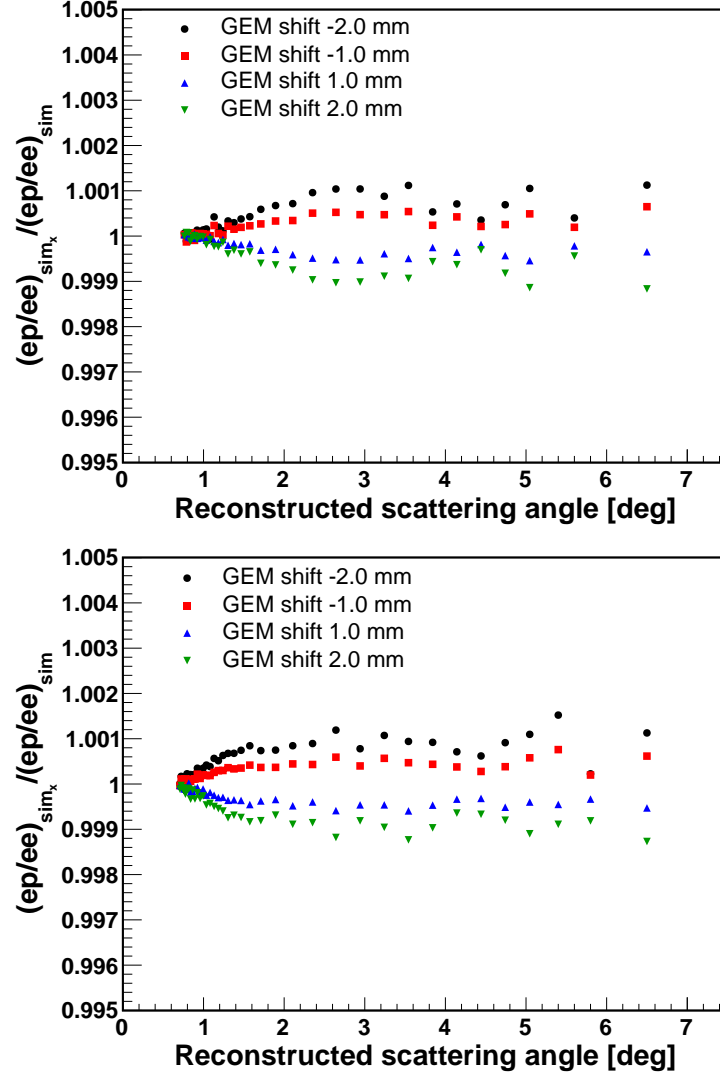 1.005
GEM shift -2.0 mm
1.004
GEM shift -1.0 mm
GEM shift 1.0 mm
1.003
GEM shift 2.0 mm
1.002
1.001
1
0.999
0.998
0.997
0.996
0.995
(ep/ee)sim_x /(ep/ee)sim
0 1 2 3 4 5 6 7
Reconstructed scattering angle [deg]
1.005
GEM shift -2.0 mm
1.004
GEM shift -1.0 mm
GEM shift 1.0 mm
1.003
GEM shift 2.0 mm
1.002
1.001
1
0.999
0.998
0.997
0.996
0.995
(ep/ee)sim_x /(ep/ee)sim
0 1 2 3 4 5 6 7
Reconstructed scattering angle [deg]